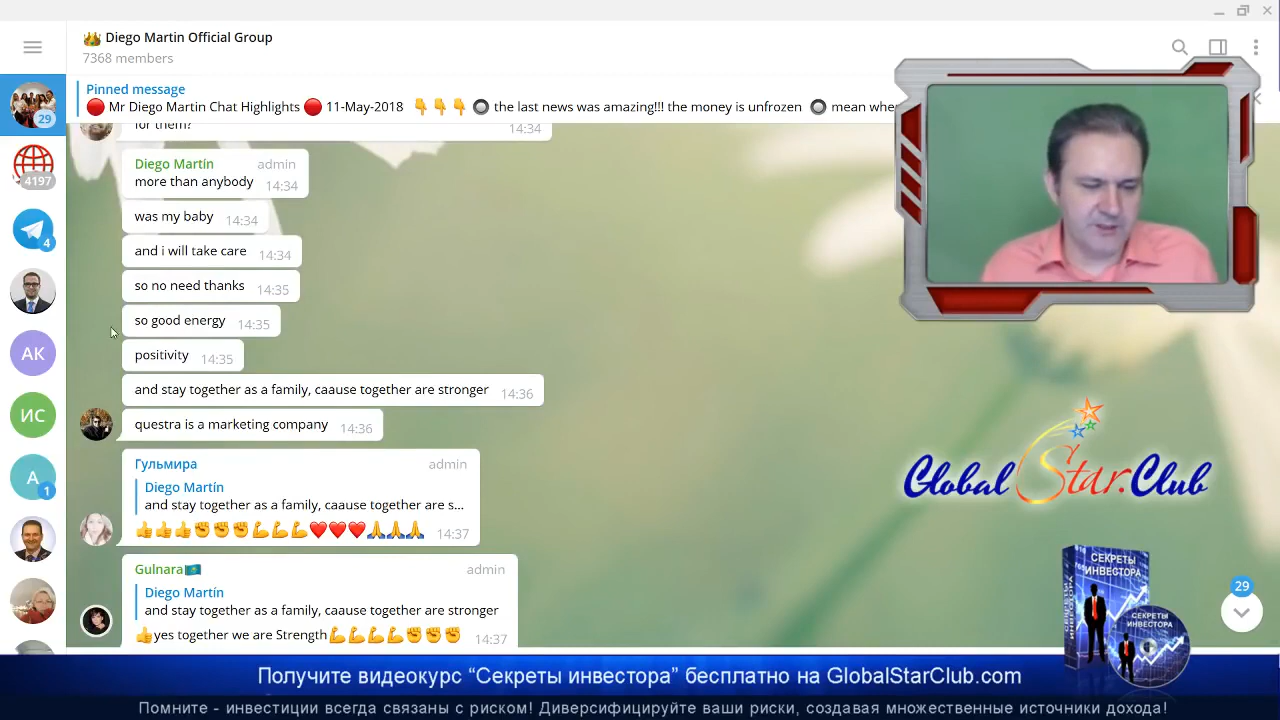 Diego Martin Official Group
7368 members
Pinned message
Mr Diego Martin Chat Highlights 🔴 11-May-2018 👇👇👇 🔘 the last news was amazing!!! the money is unfrozen 🔘 mean whe
for them?
14:34
Diego Martín admin
more than anybody 14:34
was my baby 14:34
and i will take care 14:34
so no need thanks 14:35
so good energy 14:35
positivity 14:35
and stay together as a family, caause together are stronger 14:36
questra is a marketing company 14:36
Гульмира admin
Diego Martín
and stay together as a family, caause together are s...
👍👍👍✊✊✊💪💪💪❤❤❤🙏🙏🙏 14:37
Gulnara🇰🇿 admin
Diego Martín
and stay together as a family, caause together are stronger
👍yes together we are Strength💪💪💪💪✊✊✊ 14:37
29
4197
4
АК
ИС
А
1
Global Star.Club
СЕКРЕТЫ
ИНВЕСТОРА
СЕКРЕТЫ
ИНВЕСТОРА
29
Получите видеокурс “Секреты инвестора” бесплатно на GlobalStarClub.com
Помните - инвестиции всегда связаны с риском! Диверсифицируйте ваши риски, создавая множественные источники дохода!